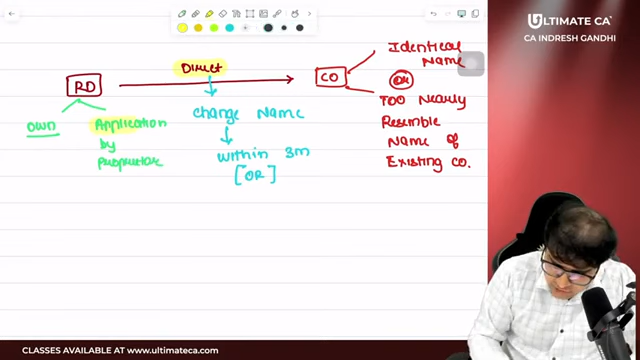 ULTIMATE CA
CA INDRESH GANDHI
RD
Direct
CO
Identical
Name
OR
TOO Nearly
Resemble
Name of
Existing co.
OWN
Application
by
proprietor
change Name
within 3m
[OR]
CLASSES AVAILABLE AT www.ultimateca.com